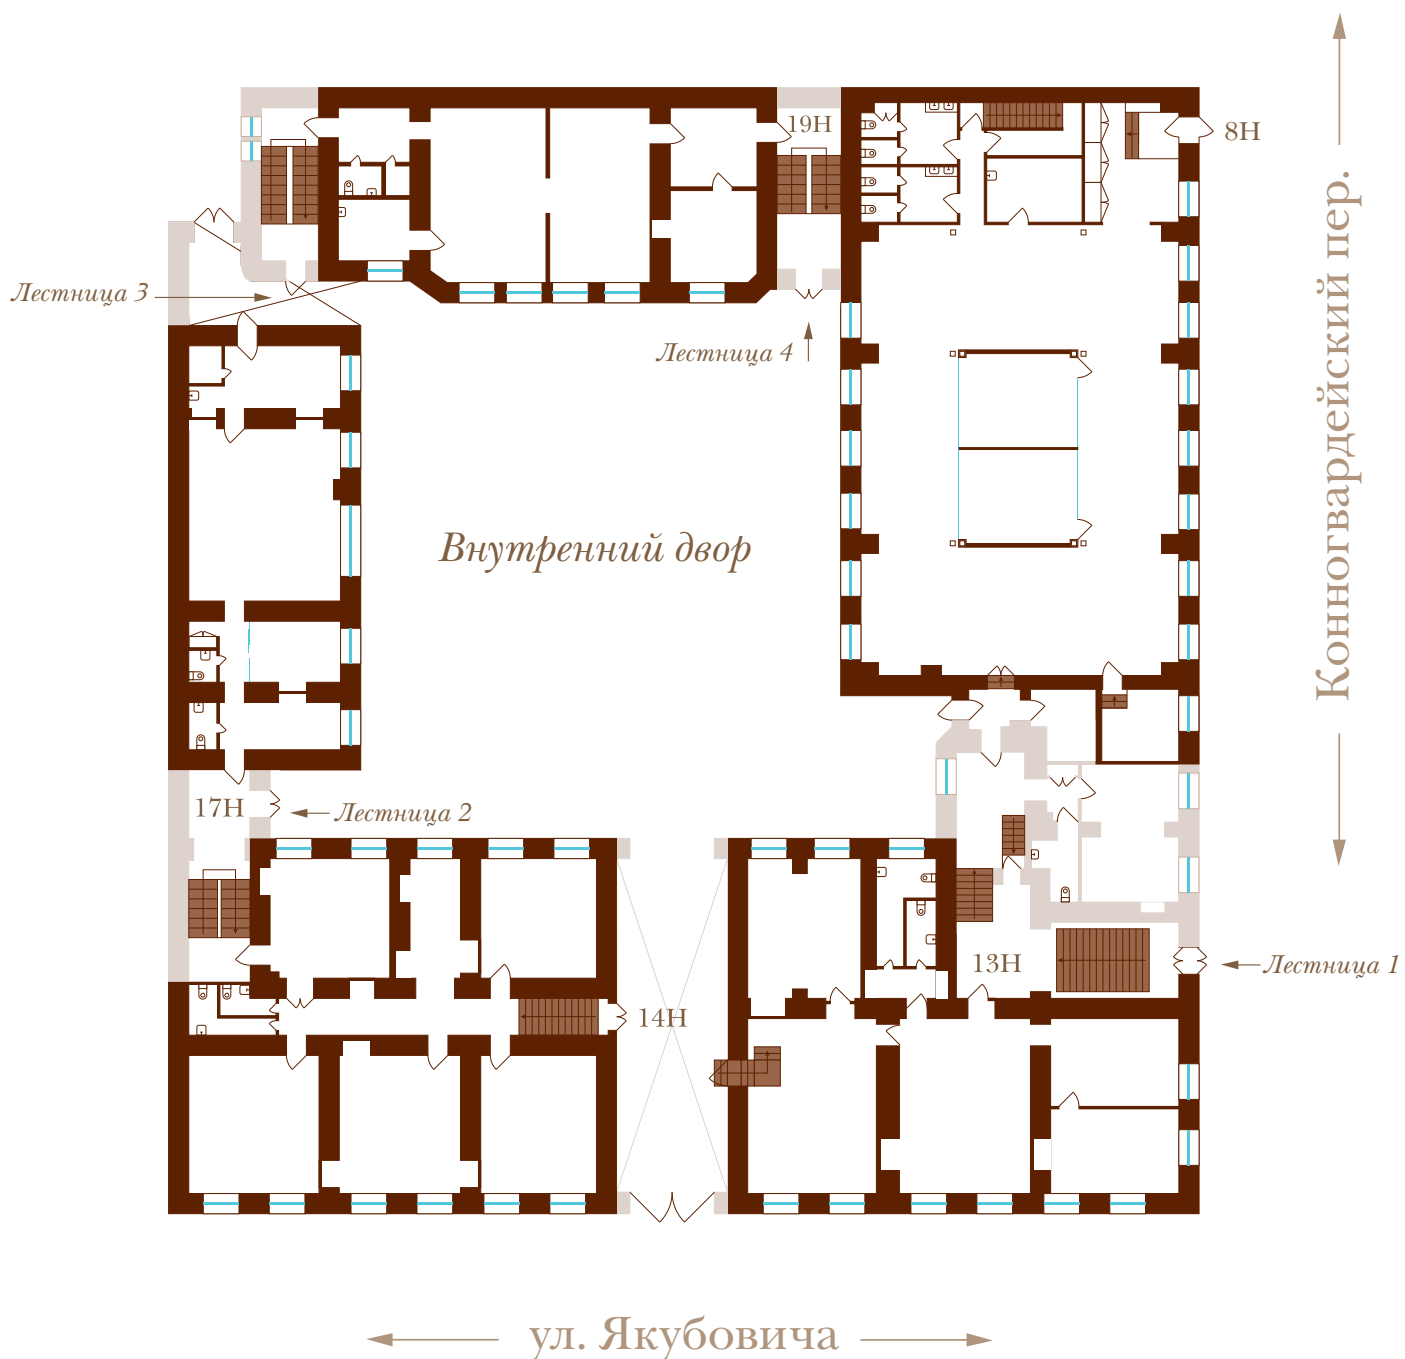 19Н
8Н
Конногвардейский пер.
Лестница 3
Лестница 4
Внутренний двор
17Н
Лестница 2
13Н
Лестница 1
14Н
ул. Якубовича